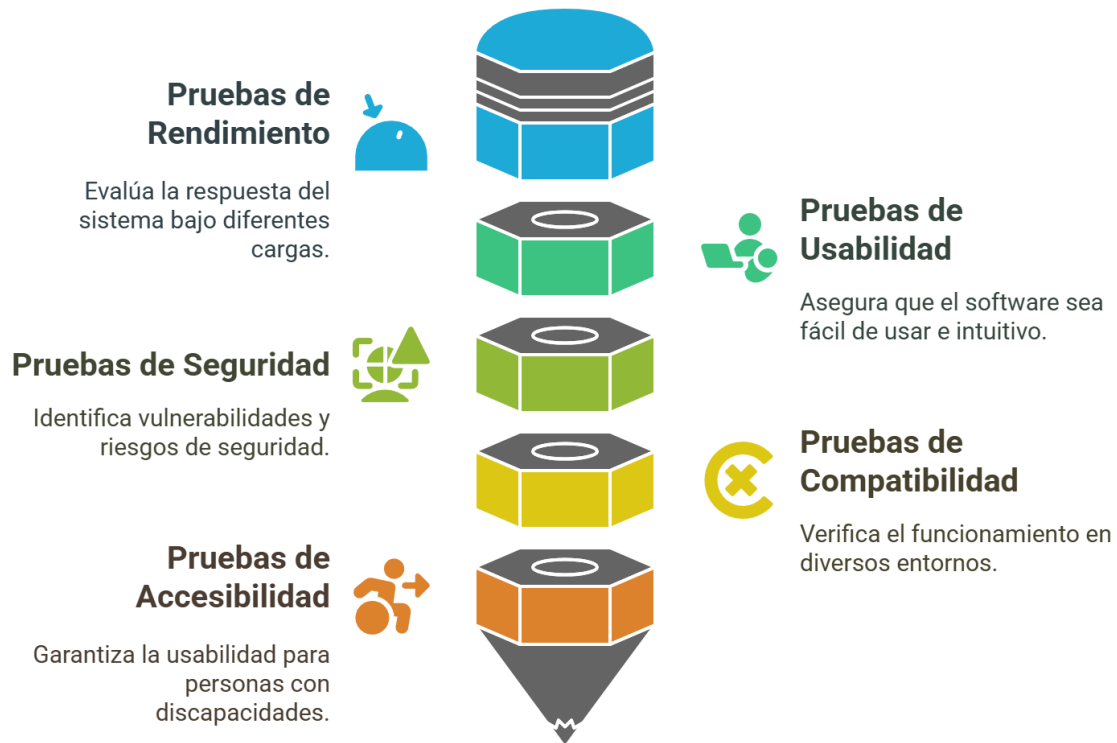 Pruebas de
Rendimiento
Evalúa la respuesta del
sistema bajo diferentes
cargas.
Pruebas de
Usabilidad
Asegura que el software sea
fácil de usar e intuitivo.
Pruebas de Seguridad
Identifica vulnerabilidades y
riesgos de seguridad.
Pruebas de
Compatibilidad
Verifica el funcionamiento en
diversos entornos.
Pruebas de
Accesibilidad
Garantiza la usabilidad para
personas con
discapacidades.